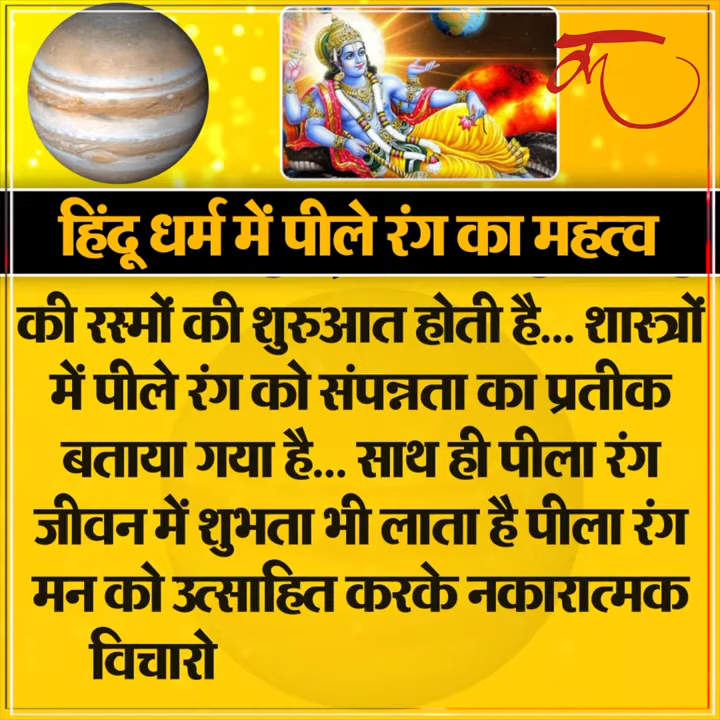 हिंदू धर्म में पीले रंग का महत्व
की रस्मों की शुरुआत होती है... शास्त्रों
में पीले रंग को संपन्नता का प्रतीक
बताया गया है... साथ ही पीला रंग
जीवन में शुभता भी लाता है पीला रंग
मन को उत्साहित करके नकारात्मक
विचारो